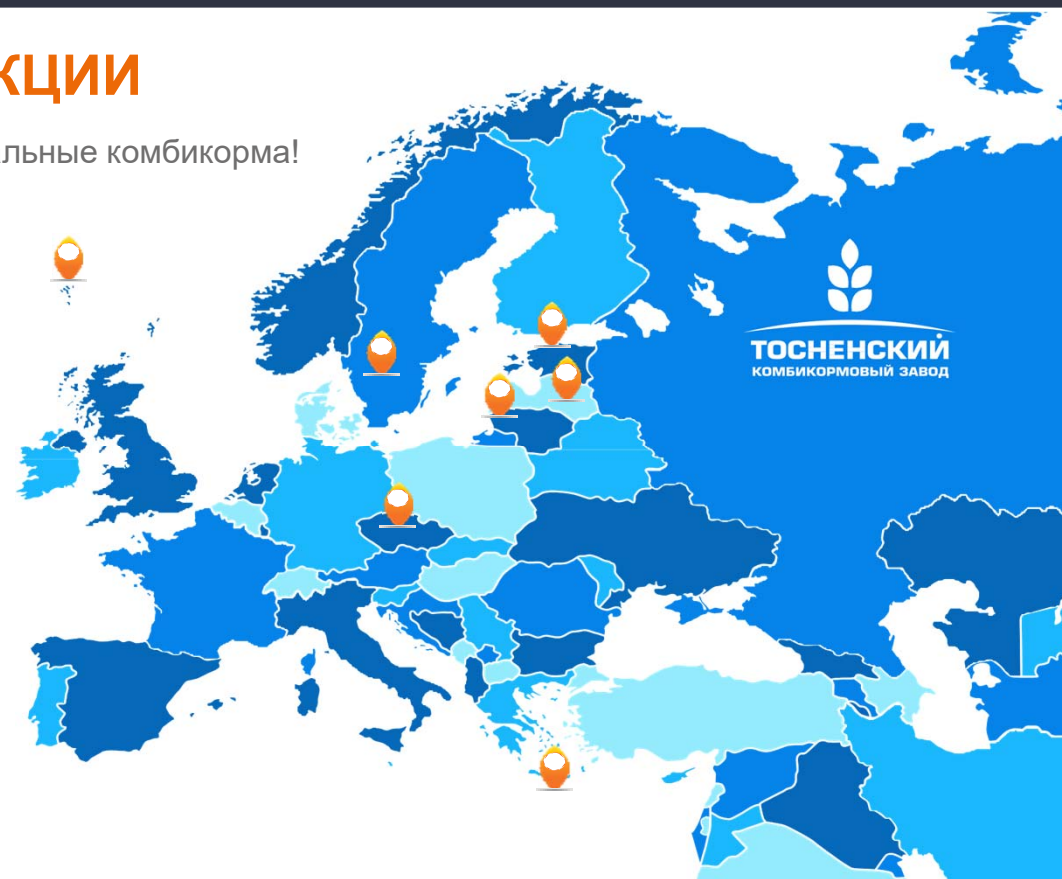 КЦИИ
льные комбикорма!
ТОСНЕНСКИЙ
КОМБИКОРМОВЫЙ ЗАВОД